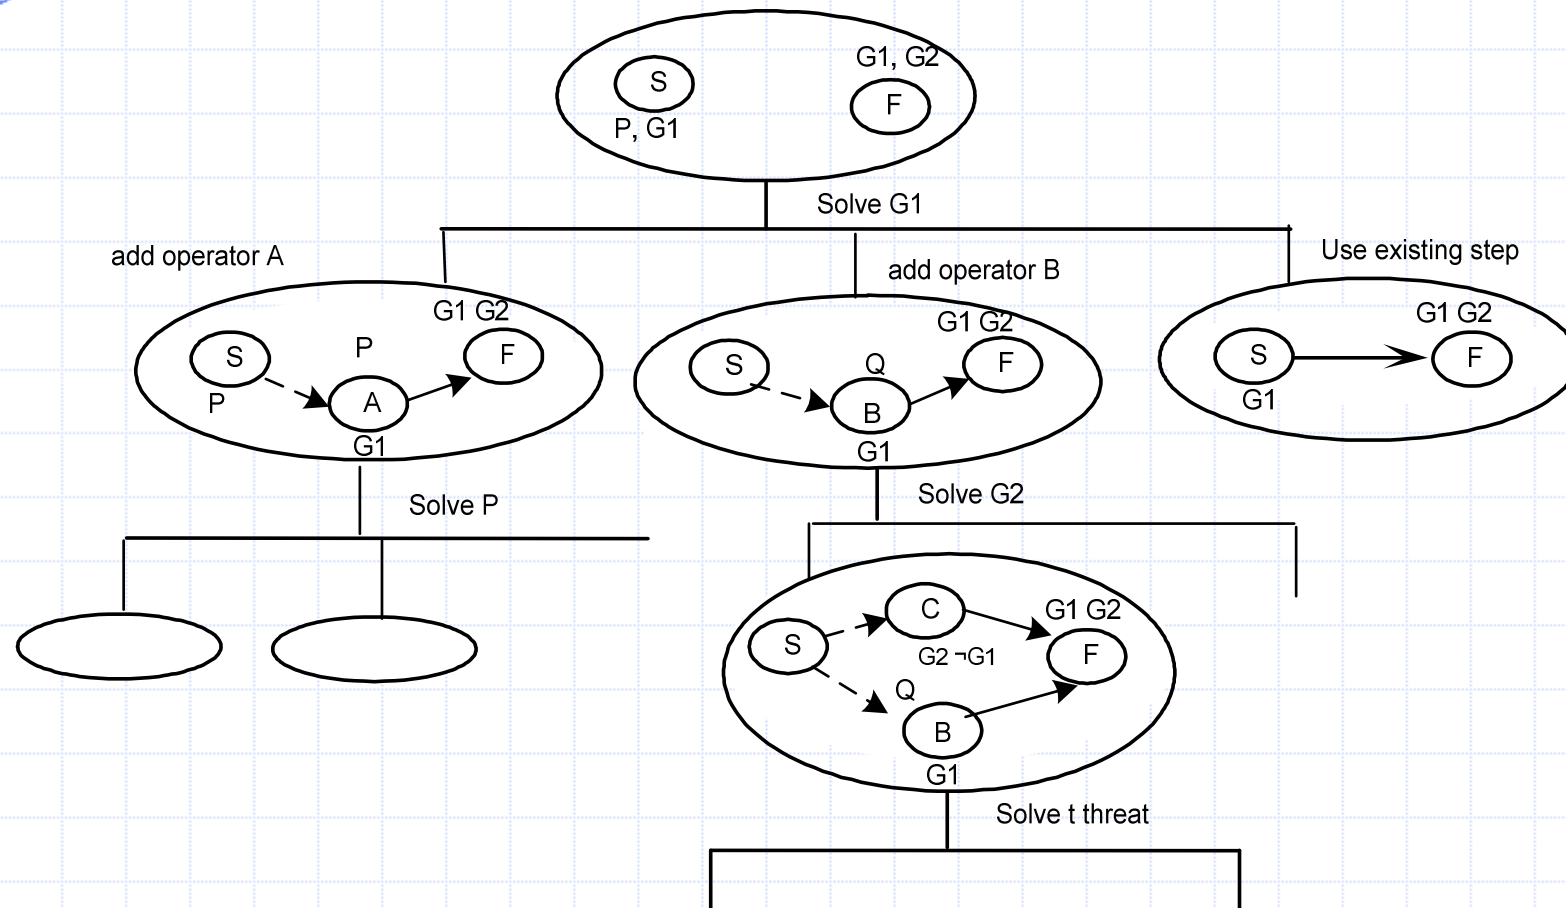 G1, G2
S
F
P, G1
Solve G1
add operator A
add operator B
Use existing step
G1 G2
P
S
F
P
A
G1
G1 G2
S
Q
F
B
G1
G1 G2
S
F
G1
Solve P
Solve G2
C
G1 G2
S
G2 ¬G1
F
Q
B
G1
Solve t threat